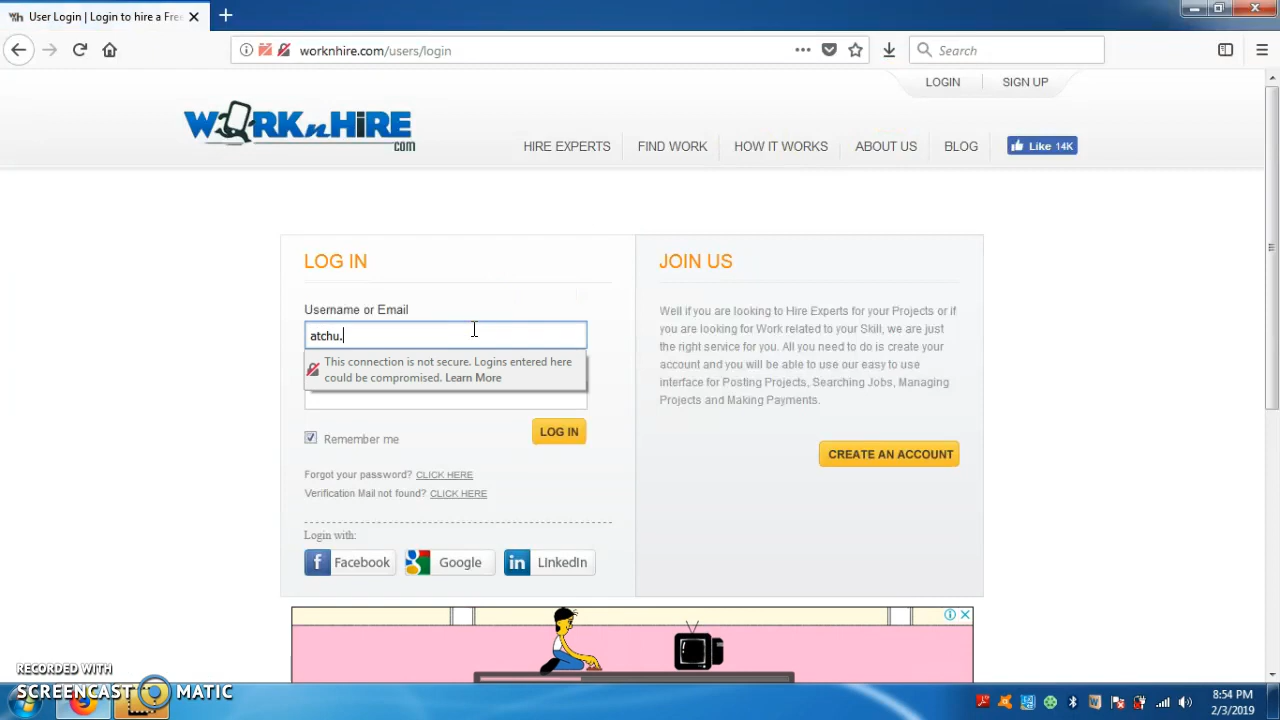 User Login | Login to hire a Free
worknhire.com/users/login
Search
LOGIN
SIGN UP
WORKnHiRE
com
HIRE EXPERTS
FIND WORK
HOW IT WORKS
ABOUT US
BLOG
Like 14K
LOG IN
Username or Email
atchu.
This connection is not secure. Logins entered here
could be compromised. Learn More
Remember me
LOG IN
Forgot your password? CLICK HERE
Verification Mail not found? CLICK HERE
Login with:
Facebook
Google
LinkedIn
JOIN US
Well if you are looking to Hire Experts for your Projects or if
you are looking for Work related to your Skill, we are just
the right service for you. All you need to do is create your
account and you will be able to use our easy to use
interface for Posting Projects, Searching Jobs, Managing
Projects and Making Payments.
CREATE AN ACCOUNT
RECORDED WITH
SCREENCAST MATIC
8:54 PM
2/3/2019